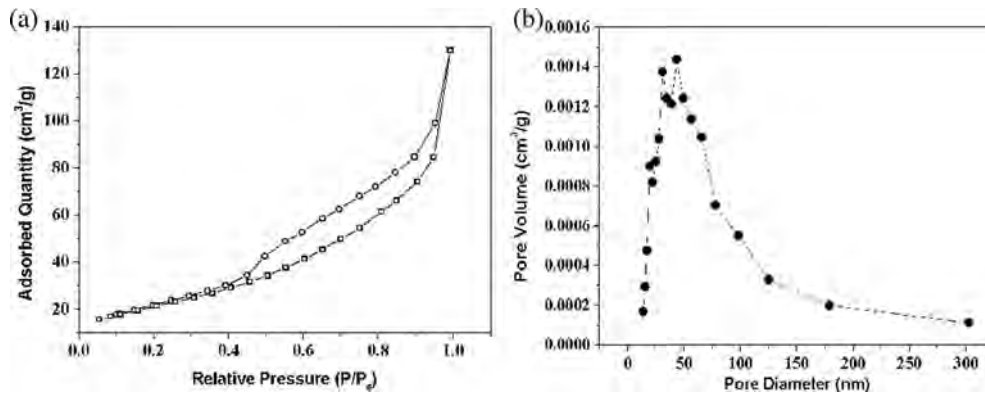 (a)
140
120
100
80
60
40
20
Adsorbed Quantity (cm³/g)
0.0 0.2 0.4 0.6 0.8 1.0
Relative Pressure (P/P₀)
(b)
0.0016
0.0014
0.0012
0.0010
0.0008
0.0006
0.0004
0.0002
0.0000
Pore Volume (cm³/g)
0 50 100 150 200 250 300
Pore Diameter (nm)